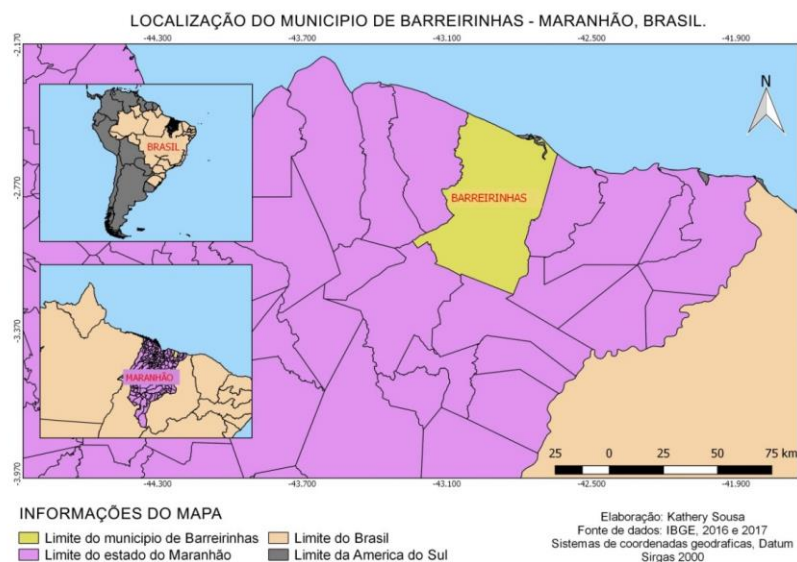 LOCALIZAÇÃO DO MUNICIPIO DE BARREIRINHAS - MARANHÃO, BRASIL.
-44.300 -43.700 -43.100 -42.500 -41.900
-2.170
N
BRASIL
-2.770
BARREIRINHAS
-3.370
MARANHÃO
25 0 25 50 75 km
-3.970
-44.300 -43.700 -43.100 -42.500 -41.900
INFORMAÇÕES DO MAPA
Limite do municipio de Barreirinhas
Limite do Brasil
Limite do estado do Maranhão
Limite da America do Sul
Elaboração: Kathery Sousa
Fonte de dados: IBGE, 2016 e 2017
Sistemas de coordenadas geodraficas, Datum
Sirgas 2000